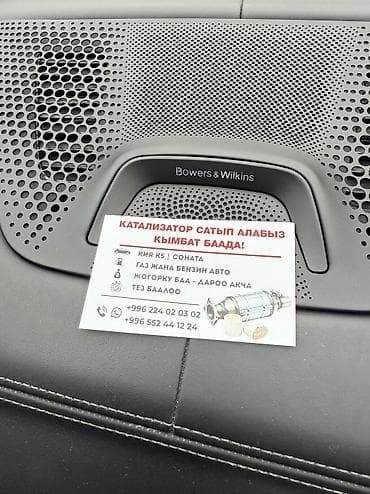 Bowers & Wilkins
КАТАЛИЗАТОР САТЫП АЛАБЫЗ
КЫМБАТ БААДА!
КИЯ К5 | СОНАТА
ГАЗ ЖАНА БЕНЗИН АВТО
ЖОГОРКУ БАА - ДАРОО АКЧА
ТЕЗ БААЛОО
+996 224 02 03 02
+996 552 44 12 24